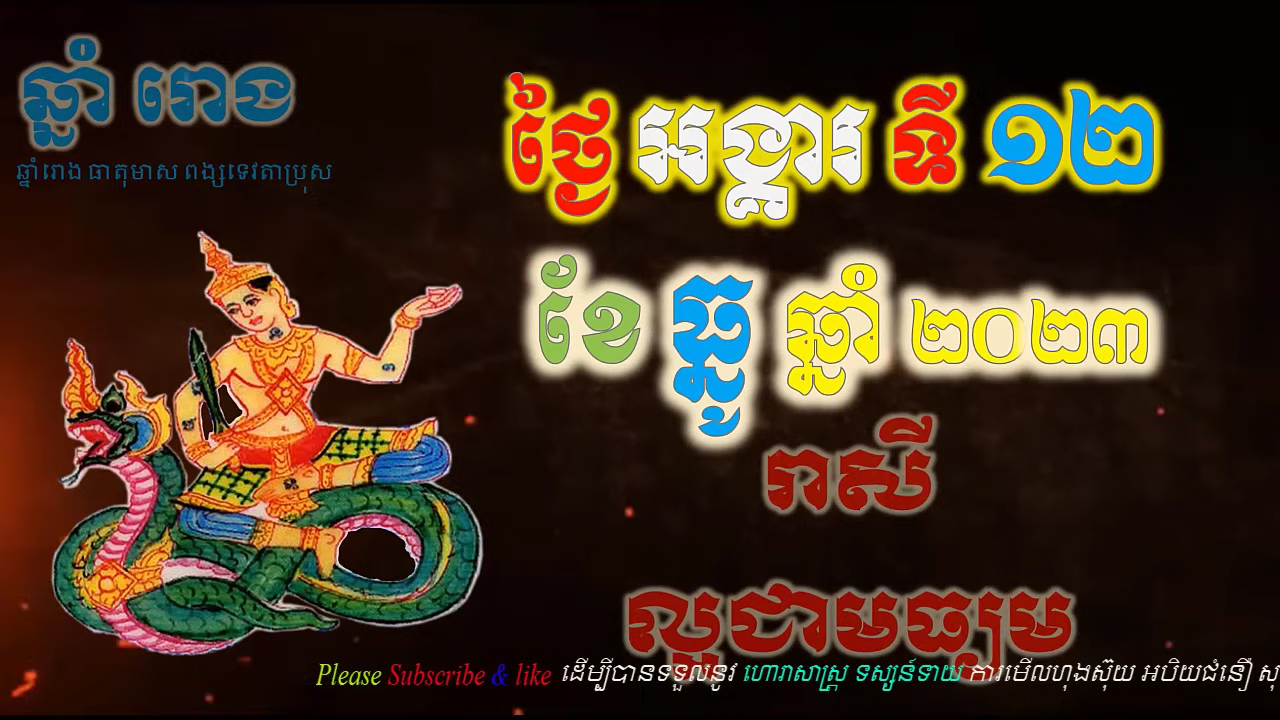 ឆ្នាំ រោង
ឆ្នាំរោង ធាតុមាស ពង្សទេវតាប្រុស
ថ្ងៃ អង្គារ ទី ១២
ខែ ធ្នូ ឆ្នាំ ២០២៣
រាសី
ល្អជាមធ្យម
Please Subscribe & like ដើម្បីបានទទួលនូវ ហោរាសាស្ត្រ ទស្សន៍ទាយ ការមើលហុងស៊ុយ អបិយជំនឿ